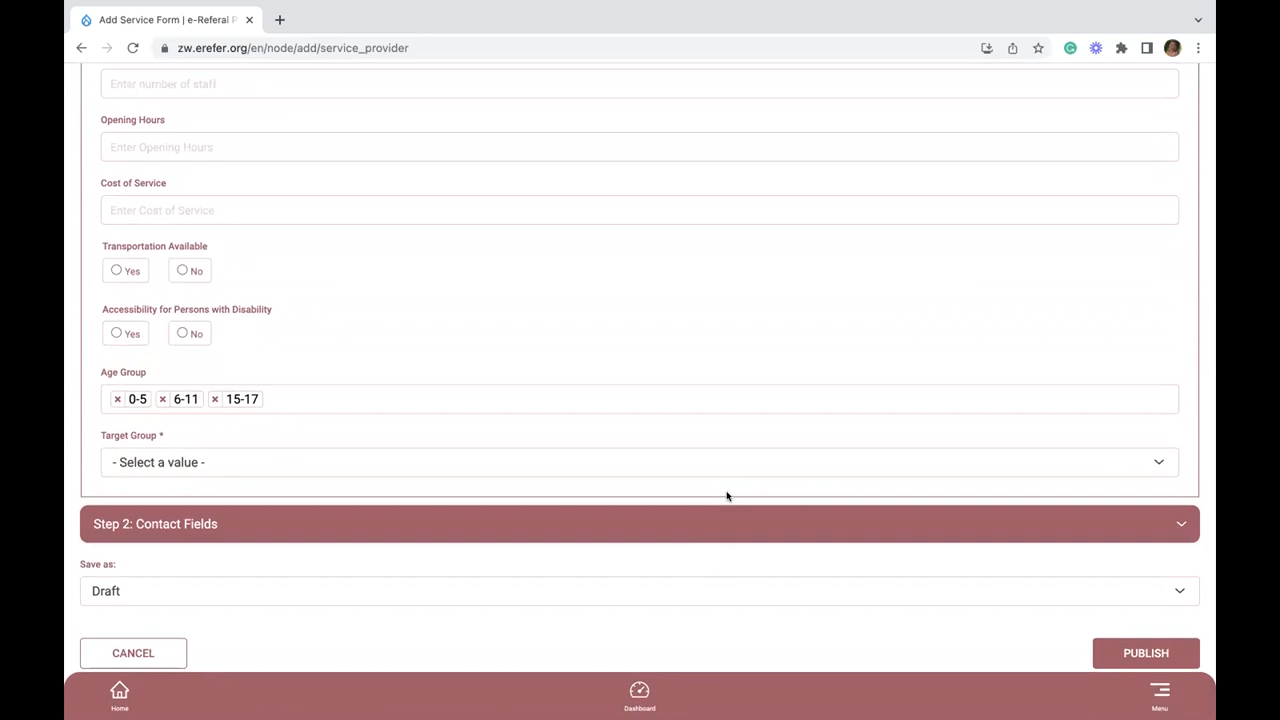 Add Service Form | e-Referal P
zw.erefer.org/en/node/add/service_provider
Enter number of staff
Opening Hours
Enter Opening Hours
Cost of Service
Enter Cost of Service
Transportation Available
Yes No
Accessibility for Persons with Disability
Yes No
Age Group
× 0-5 × 6-11 × 15-17
Target Group *
- Select a value -
Step 2: Contact Fields
Save as:
Draft
CANCEL PUBLISH
Home Dashboard Menu